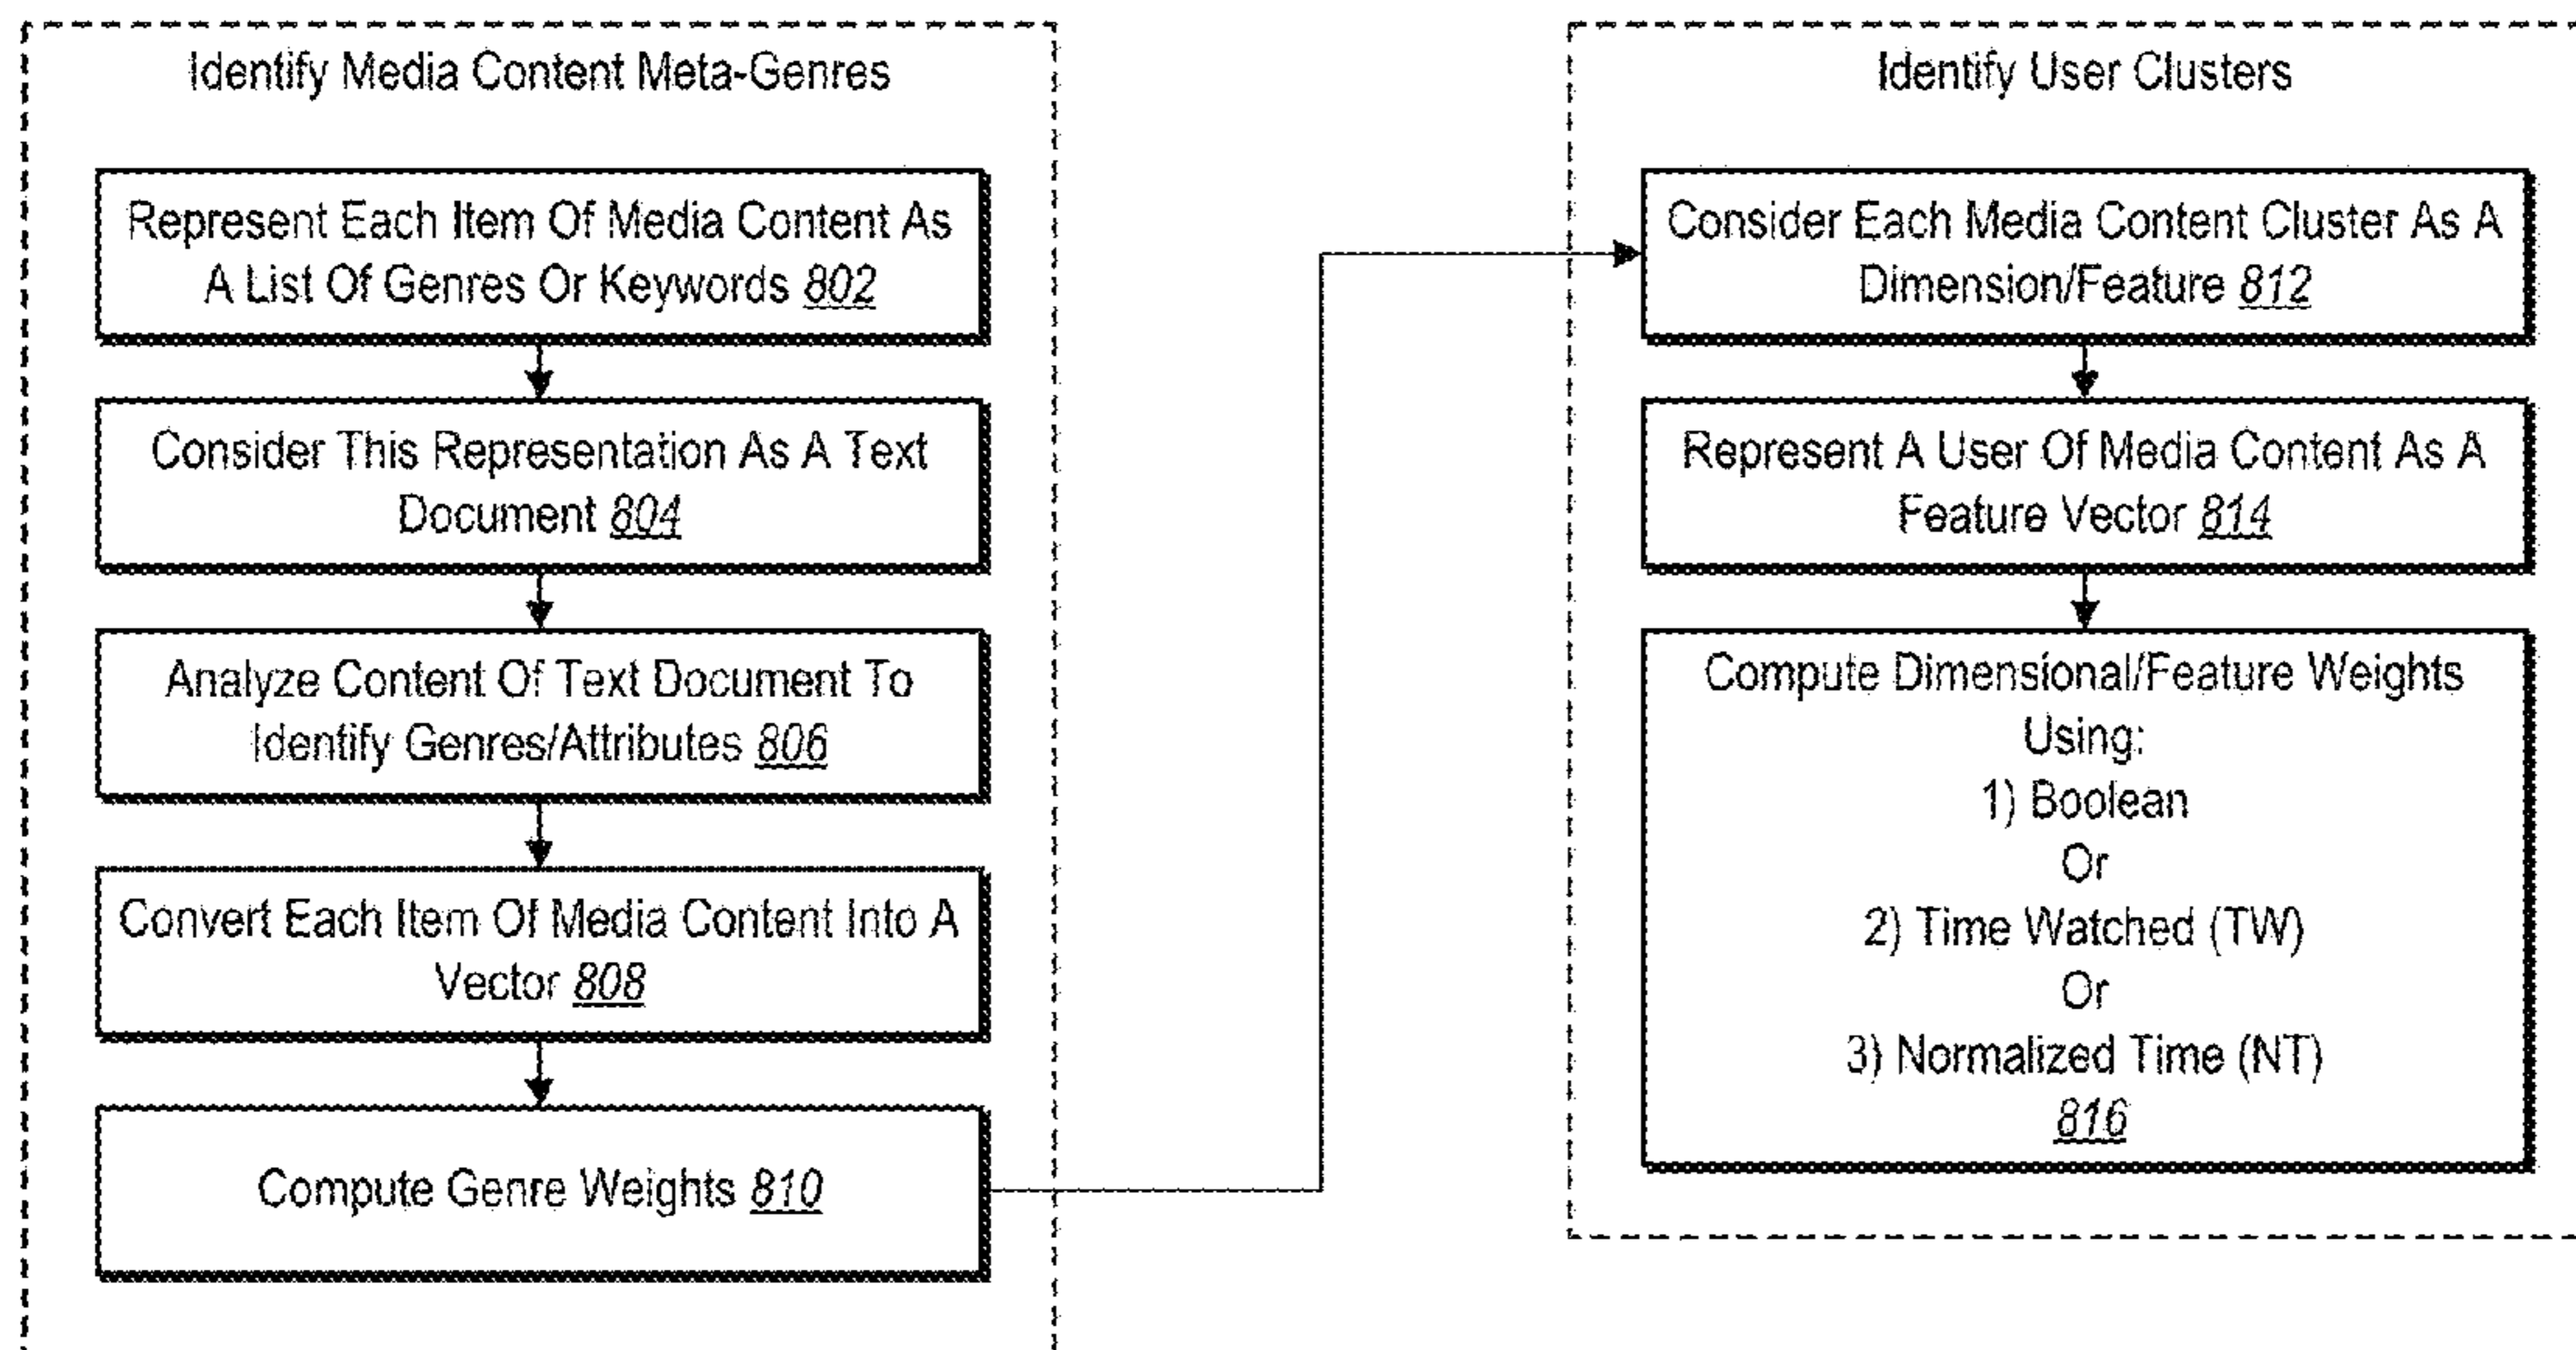 Identify Media Content Meta-Genres
Represent Each Item Of Media Content As
A List Of Genres Or Keywords 802
Consider This Representation As A Text
Document 804
Analyze Content Of Text Document To
Identify Genres/Attributes 806
Convert Each Item Of Media Content Into A
Vector 808
Compute Genre Weights 810
Identify User Clusters
Consider Each Media Content Cluster As A
Dimension/Feature 812
Represent A User Of Media Content As A
Feature Vector 814
Compute Dimensional/Feature Weights
Using:
1) Boolean
Or
2) Time Watched (TW)
Or
3) Normalized Time (NT)
816